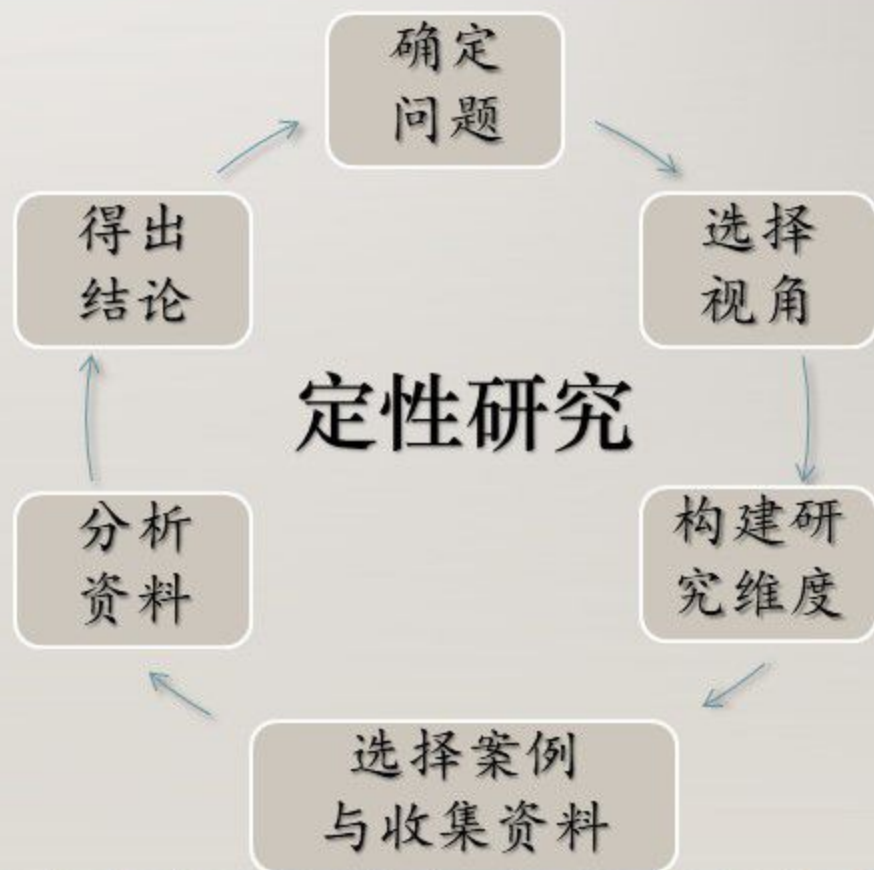 确定
问题
选择
视角
构建研
究维度
选择案例
与收集资料
分析
资料
得出
结论
定性研究